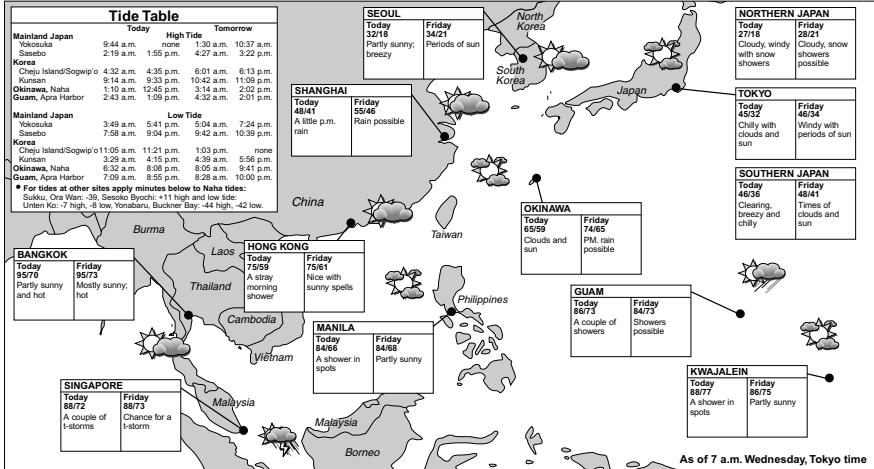 Tide Table
Today Tomorrow
Mainland Japan High Tide
Yokosuka 9:44 a.m. none 1:30 a.m. 10:37 a.m.
Sasebo 2:19 a.m. 1:55 p.m. 4:27 a.m. 3:22 p.m.
Korea
Cheju Island/Sogwip'o 4:32 a.m. 4:35 p.m. 6:01 a.m. 6:13 p.m.
Kunsan 9:14 a.m. 9:33 p.m. 10:42 a.m. 11:09 p.m.
Okinawa, Naha 1:10 a.m. 12:45 p.m. 3:14 a.m. 2:02 p.m.
Guam, Apra Harbor 2:43 a.m. 1:09 p.m. 4:32 a.m. 2:01 p.m.
Mainland Japan Low Tide
Yokosuka 3:49 a.m. 5:41 p.m. 5:04 a.m. 7:24 p.m.
Sasebo 7:58 a.m. 9:04 p.m. 9:42 a.m. 10:39 p.m.
Korea
Cheju Island/Sogwip'o 11:05 a.m. 11:21 p.m. 1:03 p.m. none
Kunsan 3:29 a.m. 4:15 p.m. 4:39 a.m. 5:56 p.m.
Okinawa, Naha 6:32 a.m. 8:08 p.m. 8:05 a.m. 9:41 p.m.
Guam, Apra Harbor 7:09 a.m. 8:55 p.m. 8:28 a.m. 10:00 p.m.
• For tides at other sites apply minutes below to Naha tides:
Sukku, Ora Wan: -39, Sesoko Byochi: +11 high and low tide:
Unten Ko: -7 high, -8 low, Yonabaru, Buckner Bay: -44 high, -42 low.
SEOUL
Today Friday
32/18 34/21
Partly sunny; Periods of sun
breezy
North
Korea
South
Korea
Japan
NORTHERN JAPAN
Today Friday
27/18 28/21
Cloudy, windy Cloudy, snow
with snow showers
showers possible
SHANGHAI
Today Friday
48/41 55/46
A little p.m. Rain possible
rain
TOKYO
Today Friday
45/32 46/34
Chilly with Windy with
clouds and periods of sun
sun
SOUTHERN JAPAN
Today Friday
46/36 48/41
Clearing, Times of
breezy and clouds and
chilly sun
China
Taiwan
OKINAWA
Today Friday
65/59 74/65
Clouds and PM. rain
sun possible
Burma
Laos
Thailand
Cambodia
Vietnam
HONG KONG
Today Friday
75/59 75/61
A stray Nice with
morning sunny spells
shower
BANGKOK
Today Friday
95/70 95/73
Partly sunny Mostly sunny;
and hot hot
Philippines
GUAM
Today Friday
86/73 84/73
A couple of Showers
showers possible
MANILA
Today Friday
84/66 84/68
A shower in Partly sunny
spots
KWAJALEIN
Today Friday
88/77 86/75
A shower in Partly sunny
spots
SINGAPORE
Today Friday
88/72 88/73
A couple of Chance for a
t-storms t-storm
Malaysia
Malaysia
Borneo
As of 7 a.m. Wednesday, Tokyo time